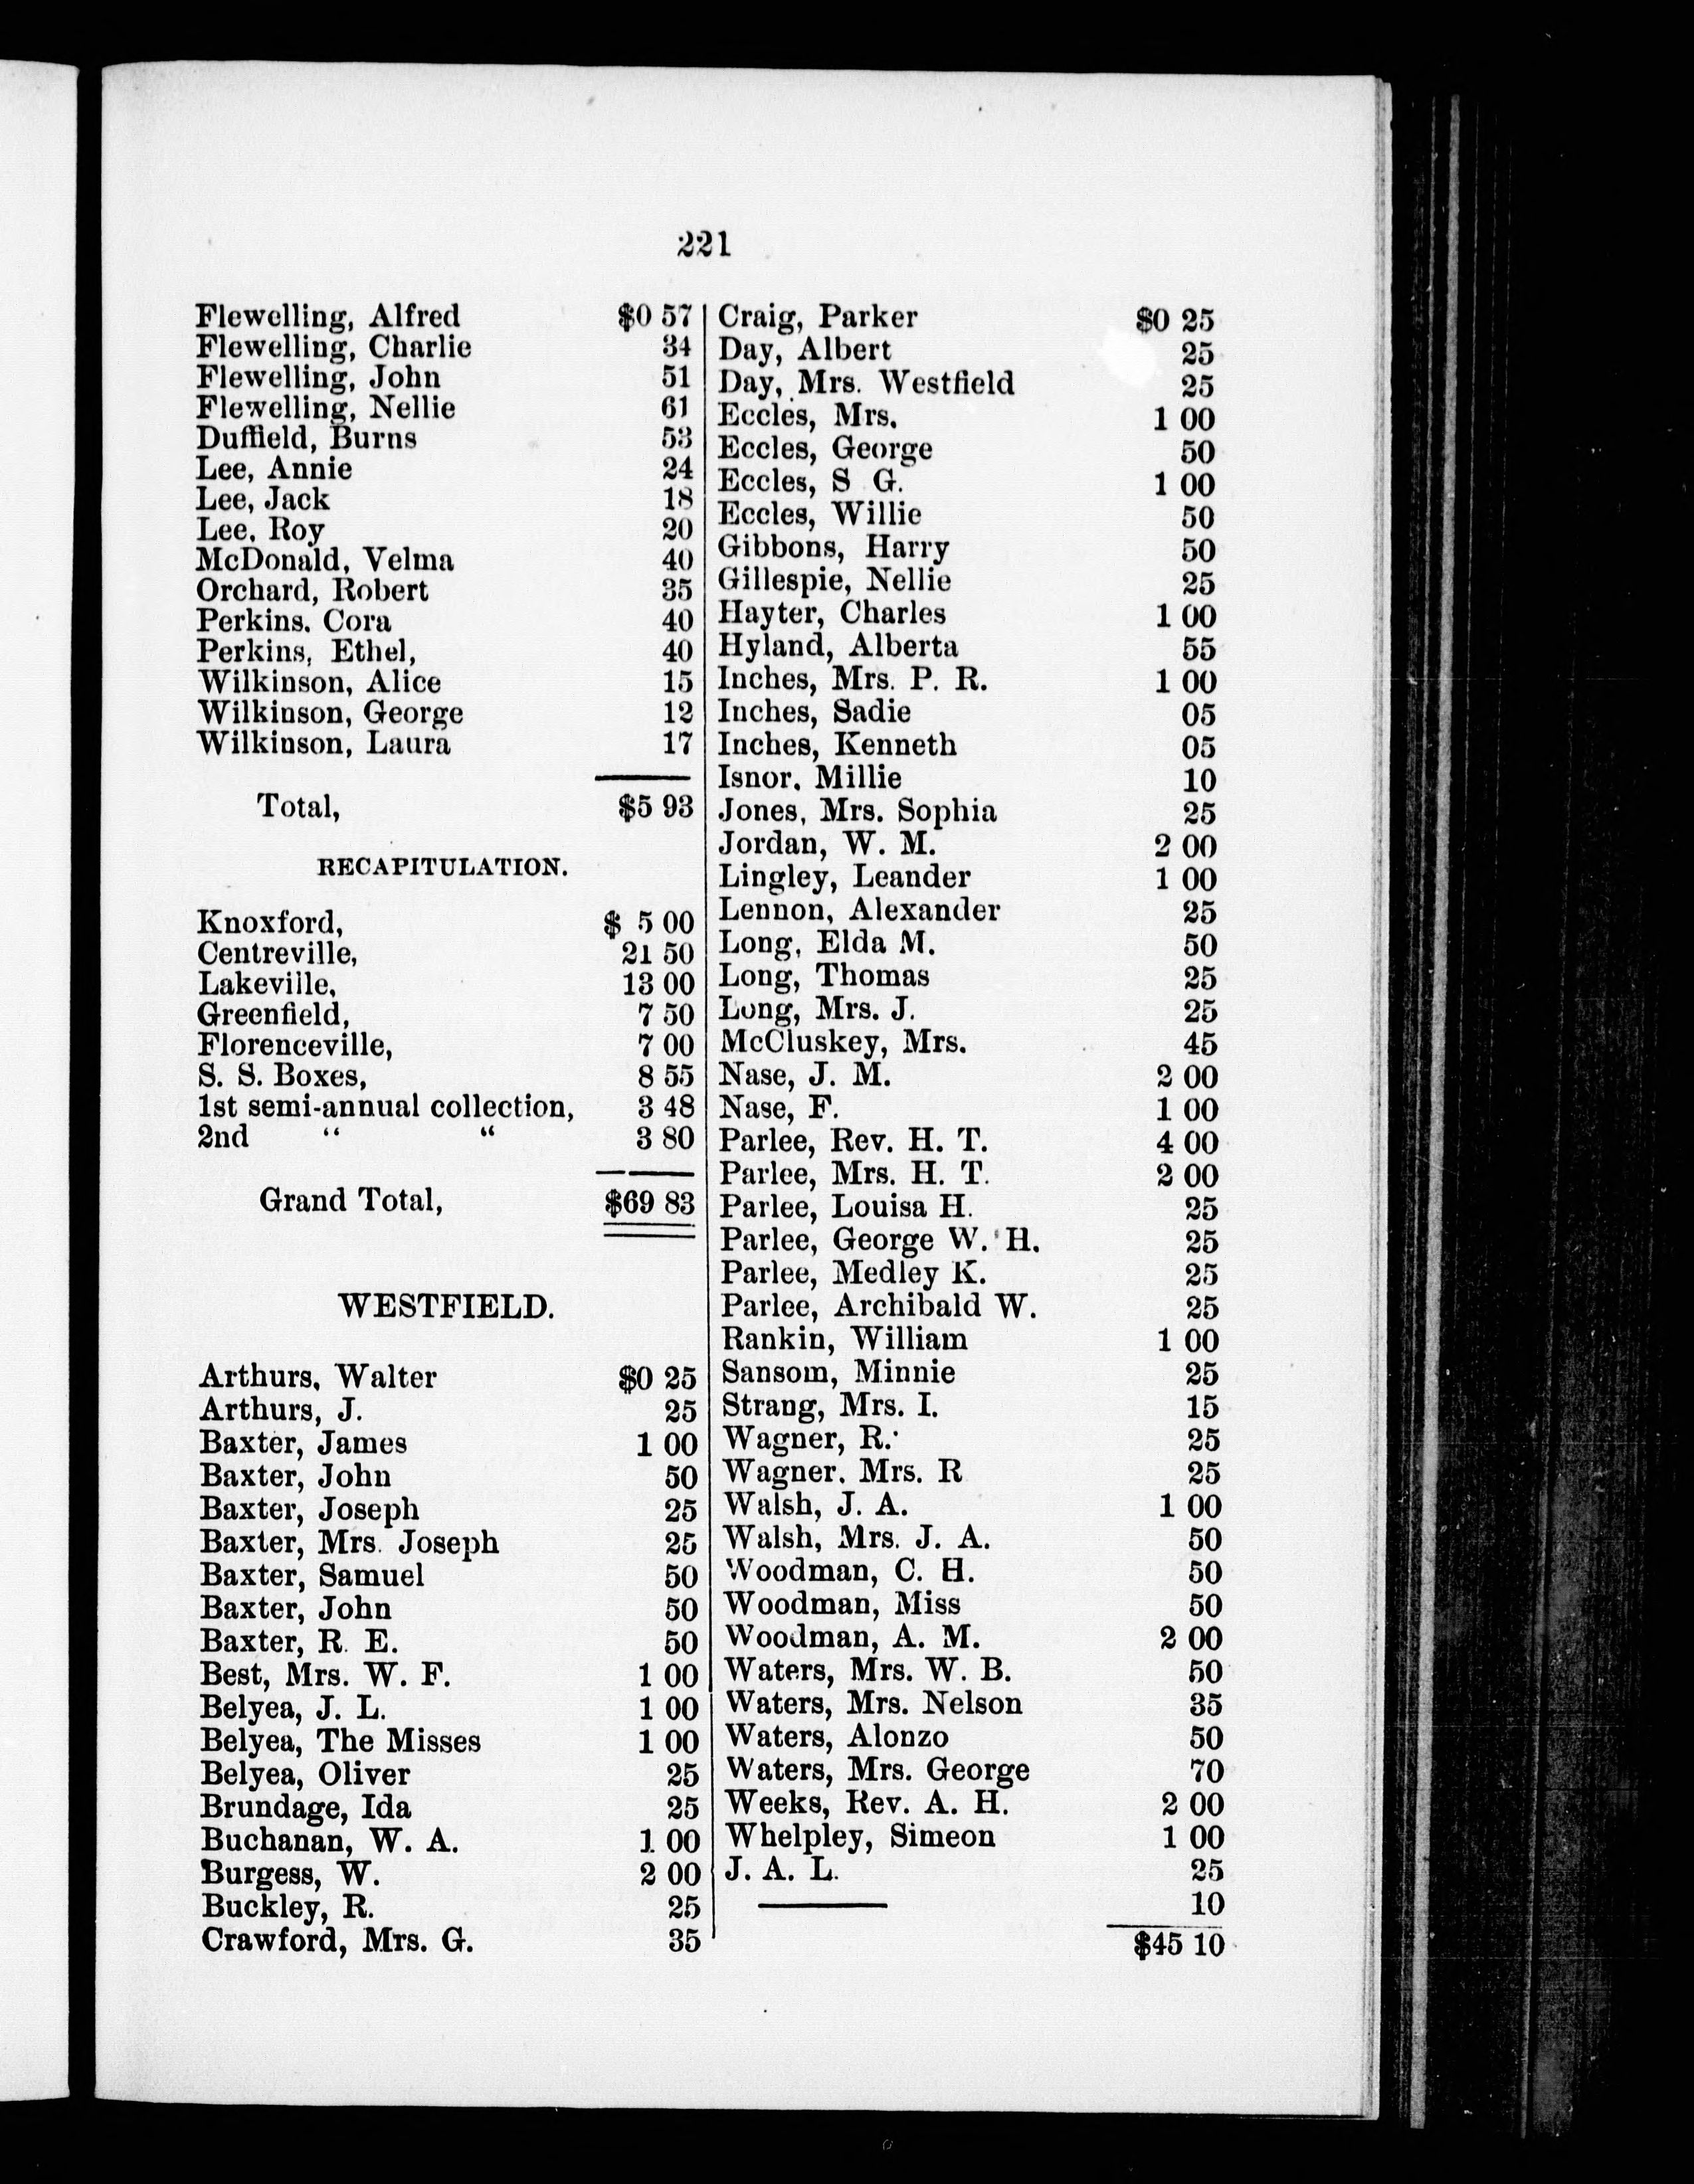 221
Flewelling, Alfred $0 57
Flewelling, Charlie 34
Flewelling, John 51
Flewelling, Nellie 61
Duffield, Burns 53
Lee, Annie 24
Lee, Jack 18
Lee, Roy 20
McDonald, Velma 40
Orchard, Robert 35
Perkins, Cora 40
Perkins, Ethel, 40
Wilkinson, Alice 15
Wilkinson, George 12
Wilkinson, Laura 17
Total, $5 93
RECAPITULATION.
Knoxford, $ 5 00
Centreville, 21 50
Lakeville, 13 00
Greenfield, 7 50
Florenceville, 7 00
S. S. Boxes, 8 55
1st semi-annual collection, 3 48
2nd " " 3 80
Grand Total, $69 83
WESTFIELD.
Arthurs, Walter $0 25
Arthurs, J. 25
Baxter, James 1 00
Baxter, John 50
Baxter, Joseph 25
Baxter, Mrs. Joseph 25
Baxter, Samuel 50
Baxter, John 50
Baxter, R. E. 50
Best, Mrs. W. F. 1 00
Belyea, J. L. 1 00
Belyea, The Misses 1 00
Belyea, Oliver 25
Brundage, Ida 25
Buchanan, W. A. 1 00
Burgess, W. 2 00
Buckley, R. 25
Crawford, Mrs. G. 35
Craig, Parker $0 25
Day, Albert 25
Day, Mrs. Westfield 25
Eccles, Mrs. 1 00
Eccles, George 50
Eccles, S G. 1 00
Eccles, Willie 50
Gibbons, Harry 50
Gillespie, Nellie 25
Hayter, Charles 1 00
Hyland, Alberta 55
Inches, Mrs. P. R. 1 00
Inches, Sadie 05
Inches, Kenneth 05
Isnor, Millie 10
Jones, Mrs. Sophia 25
Jordan, W. M. 2 00
Lingley, Leander 1 00
Lennon, Alexander 25
Long, Elda M. 50
Long, Thomas 25
Long, Mrs. J. 25
McCluskey, Mrs. 45
Nase, J. M. 2 00
Nase, F. 1 00
Parlee, Rev. H. T. 4 00
Parlee, Mrs. H. T. 2 00
Parlee, Louisa H. 25
Parlee, George W. H. 25
Parlee, Medley K. 25
Parlee, Archibald W. 25
Rankin, William 1 00
Sansom, Minnie 25
Strang, Mrs. I. 15
Wagner, R. 25
Wagner, Mrs. R 25
Walsh, J. A. 1 00
Walsh, Mrs. J. A. 50
Woodman, C. H. 50
Woodman, Miss 50
Woodman, A. M. 2 00
Waters, Mrs. W. B. 50
Waters, Mrs. Nelson 35
Waters, Alonzo 50
Waters, Mrs. George 70
Weeks, Rev. A. H. 2 00
Whelpley, Simeon 1 00
J. A. L. 25
——— 10
$45 10